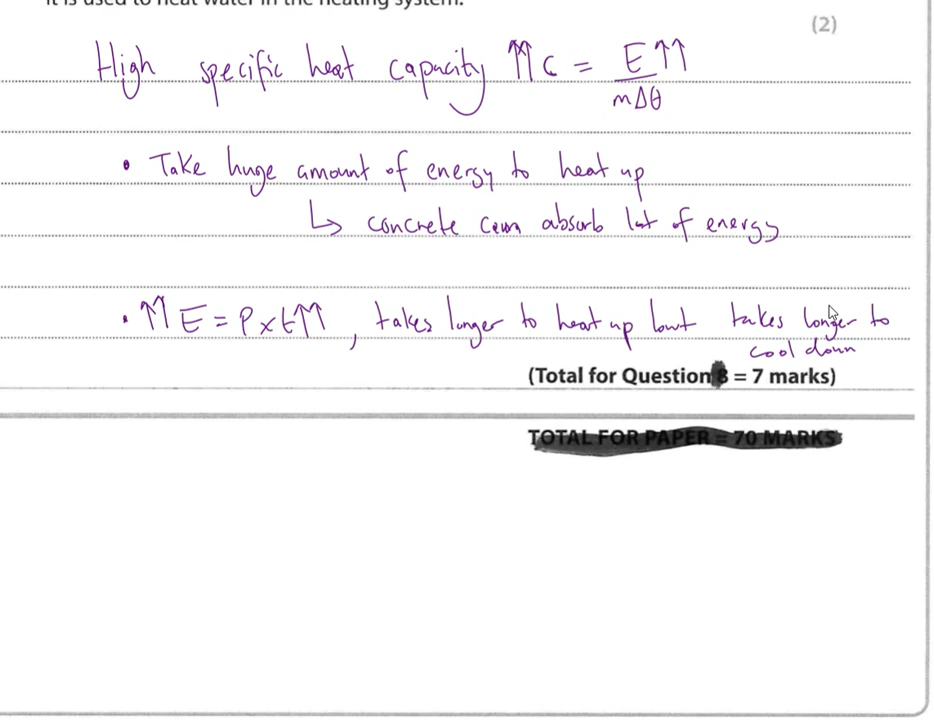 it is used to heat water in the heating system.
(2)
High specific heat capacity ↑↑ c = E↑↑ / mΔθ
• Take huge amount of energy to heat up
↳ concrete can absorb lot of energy
• ↑↑ E = P x t ↑↑ , takes longer to heat up but takes longer to
cool down
(Total for Question 8 = 7 marks)
TOTAL FOR PAPER = 70 MARKS